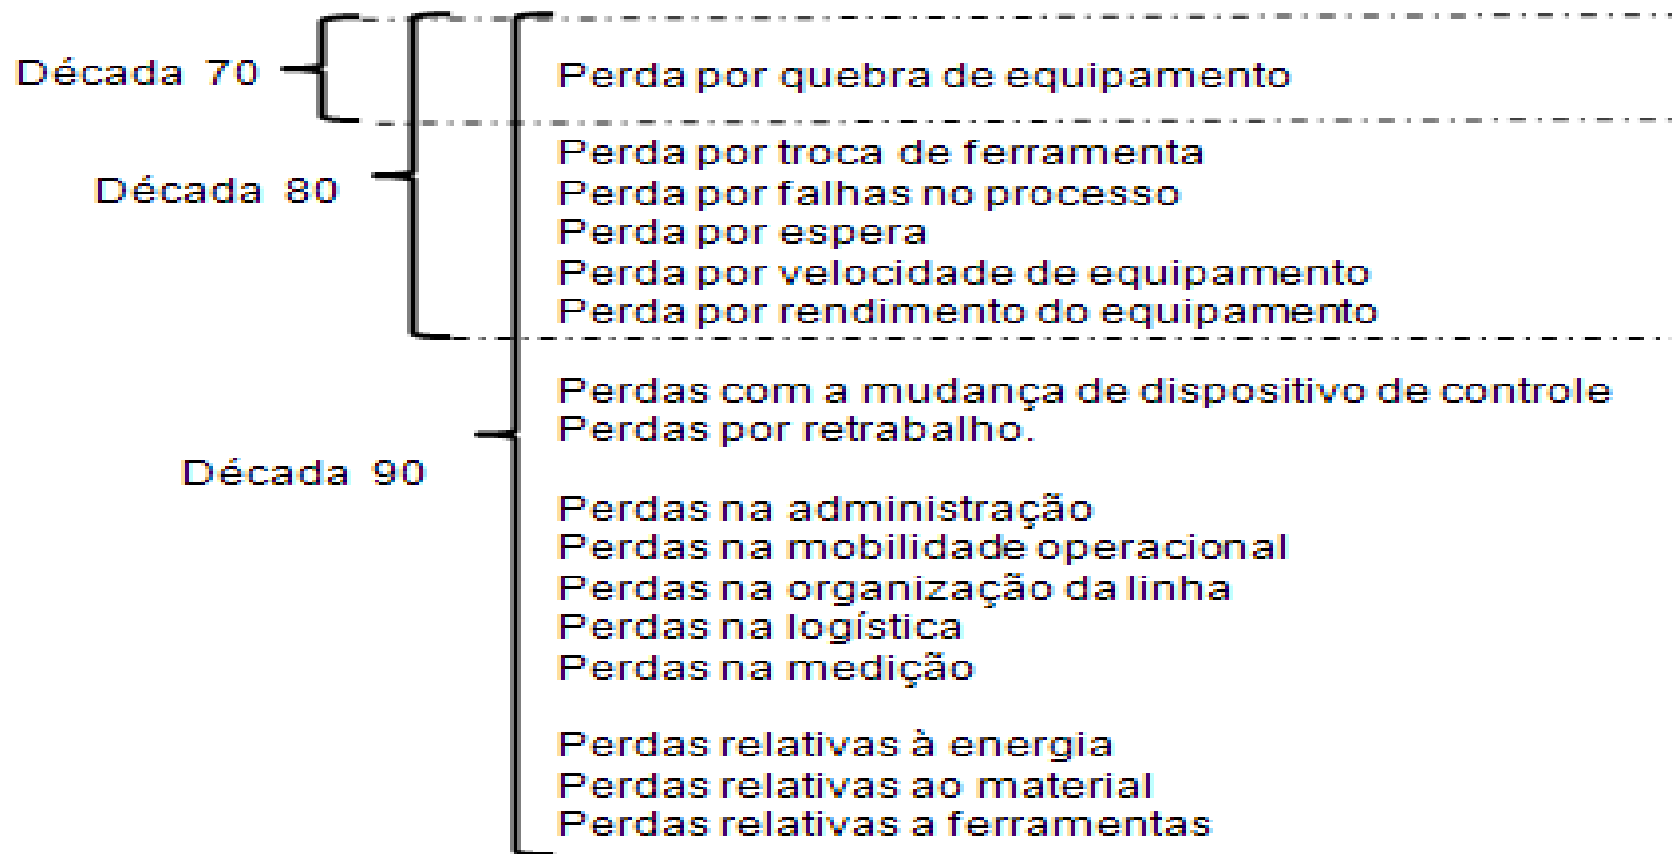 Década 70
Perda por quebra de equipamento
Perda por troca de ferramenta
Década 80
Perda por falhas no processo
Perda por espera
Perda por velocidade de equipamento
Perda por rendimento do equipamento
Perdas com a mudança de dispositivo de controle
Perdas por retrabalho.
Década 90
Perdas na administração
Perdas na mobilidade operacional
Perdas na organização da linha
Perdas na logística
Perdas na medição
Perdas relativas à energia
Perdas relativas ao material
Perdas relativas a ferramentas